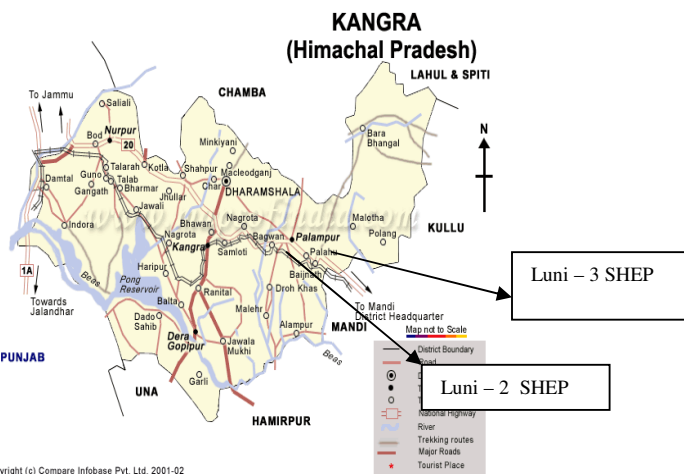 KANGRA
(Himachal Pradesh)
LAHUL & SPITI
To Jammu
CHAMBA
Saliali
Nurpur
Bod
20
Minkiyani
N
Bara
Bhangal
Talarah
Kotla
Shahpur
Macleodganj
Damtal
Guno
Talab
Char
DHARAMSHALA
Gangath
Bharmar
Jhullar
Jawali
Nagrota
Malotha
KULLU
Indora
Bhawan
Palampur
Polang
Nagrota
Bagwan
Kangra
Samloti
Palahu
Luni – 3 SHEP
1A
Beas
Pong
Reservoir
Haripur
Baijnath
Towards
Jalandhar
Ranital
Droh Khas
To Mandi
District Headquarter
Balta
Malehr
MANDI
Dado
Sahib
Alampur
Map not to Scale
Dera
Gopipur
Jawala
Mukhi
Beas
District Boundary
PUNJAB
Road
Luni – 2 SHEP
Garli
UNA
National Highway
HAMIRPUR
River
Trekking routes
Major Roads
Tourist Place
yright (c) Compare Infobase Pvt. Ltd. 2001-02